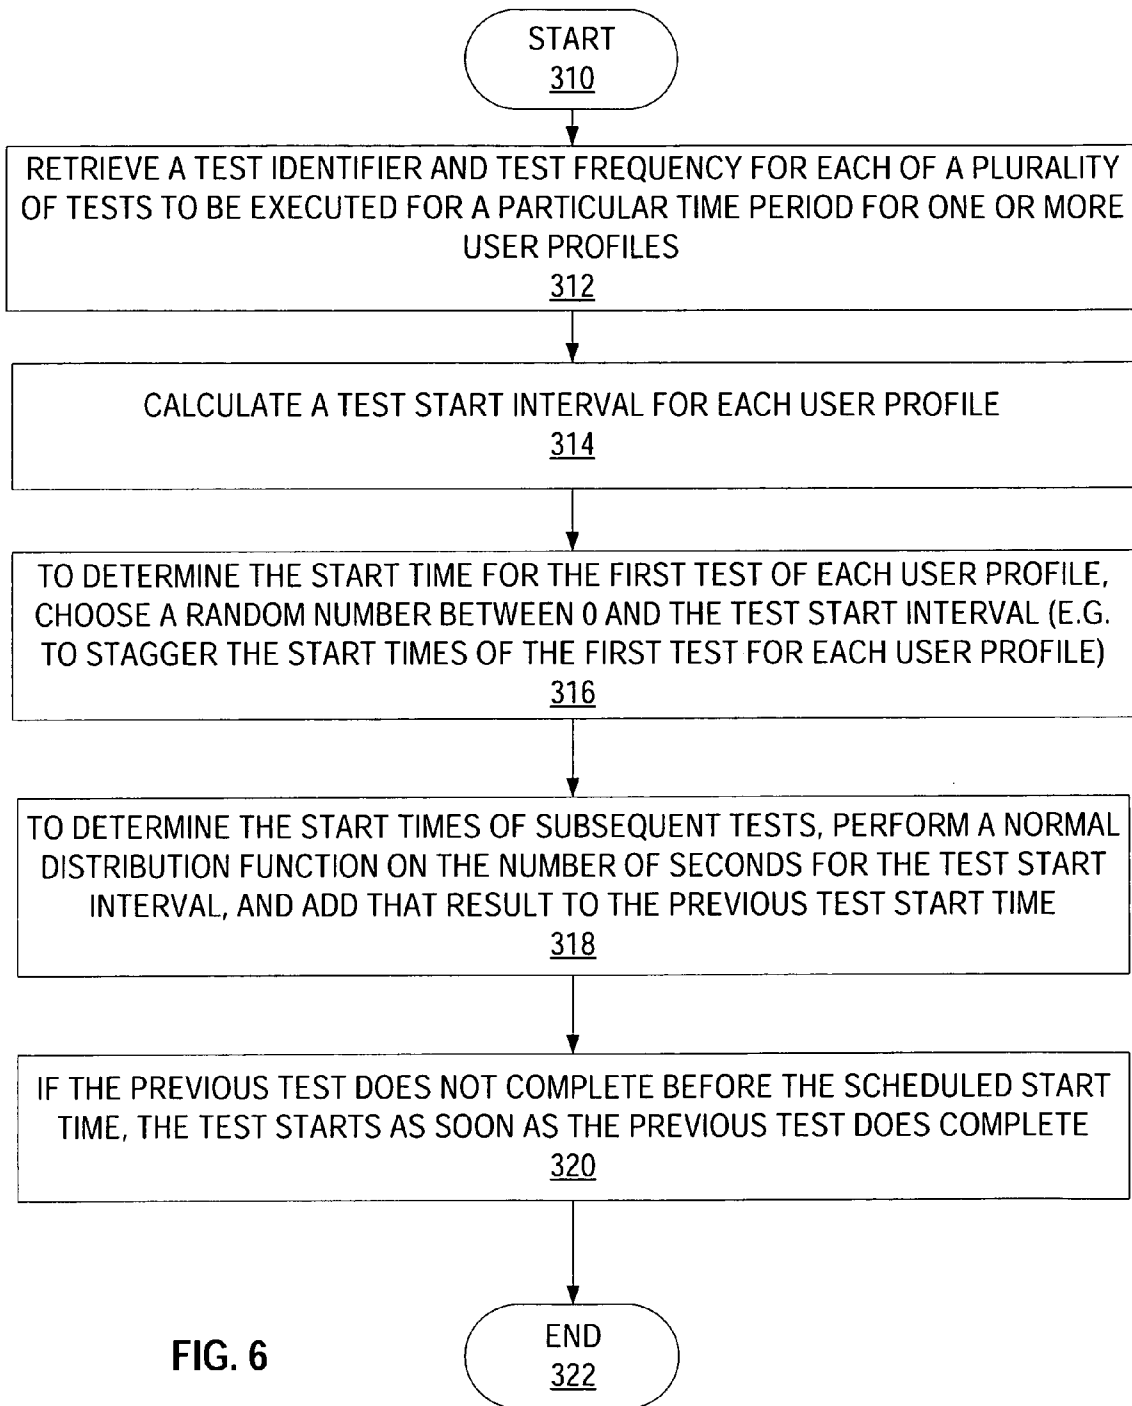 START
310
RETRIEVE A TEST IDENTIFIER AND TEST FREQUENCY FOR EACH OF A PLURALITY
OF TESTS TO BE EXECUTED FOR A PARTICULAR TIME PERIOD FOR ONE OR MORE
USER PROFILES
312
CALCULATE A TEST START INTERVAL FOR EACH USER PROFILE
314
TO DETERMINE THE START TIME FOR THE FIRST TEST OF EACH USER PROFILE,
CHOOSE A RANDOM NUMBER BETWEEN 0 AND THE TEST START INTERVAL (E.G.
TO STAGGER THE START TIMES OF THE FIRST TEST FOR EACH USER PROFILE)
316
TO DETERMINE THE START TIMES OF SUBSEQUENT TESTS, PERFORM A NORMAL
DISTRIBUTION FUNCTION ON THE NUMBER OF SECONDS FOR THE TEST START
INTERVAL, AND ADD THAT RESULT TO THE PREVIOUS TEST START TIME
318
IF THE PREVIOUS TEST DOES NOT COMPLETE BEFORE THE SCHEDULED START
TIME, THE TEST STARTS AS SOON AS THE PREVIOUS TEST DOES COMPLETE
320
END
322
FIG. 6